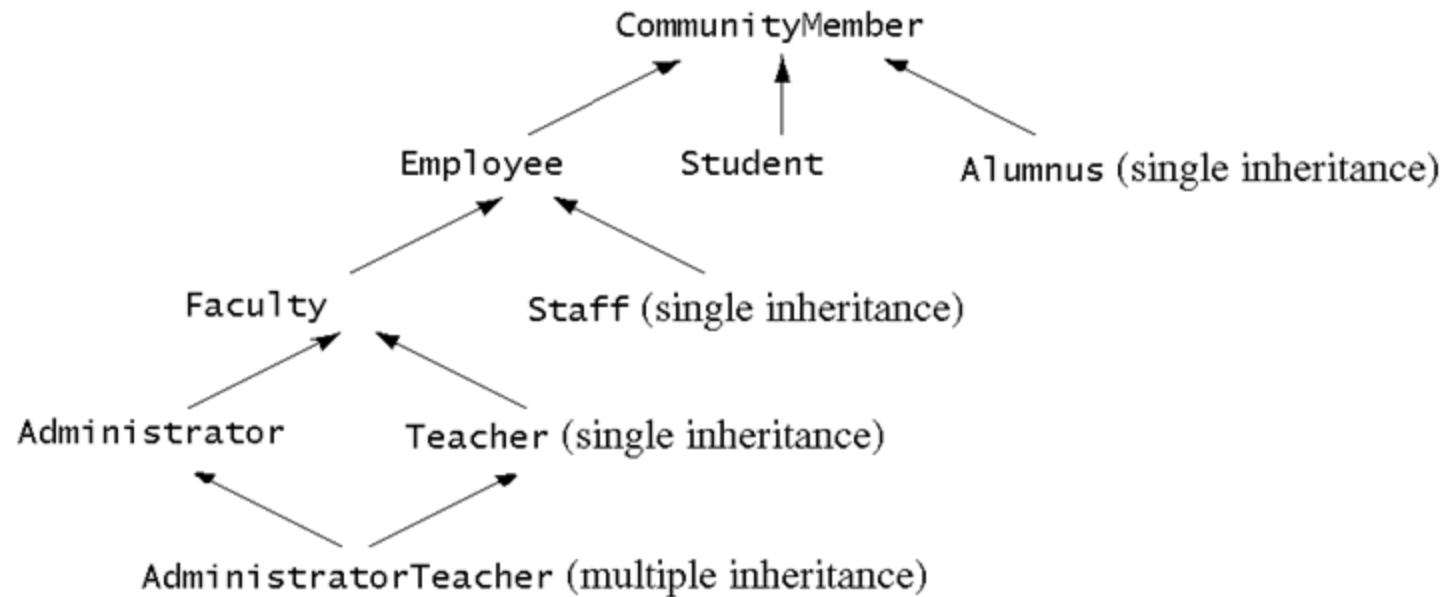 CommunityMember
Employee Student Alumnus (single inheritance)
Faculty Staff (single inheritance)
Administrator Teacher (single inheritance)
AdministratorTeacher (multiple inheritance)